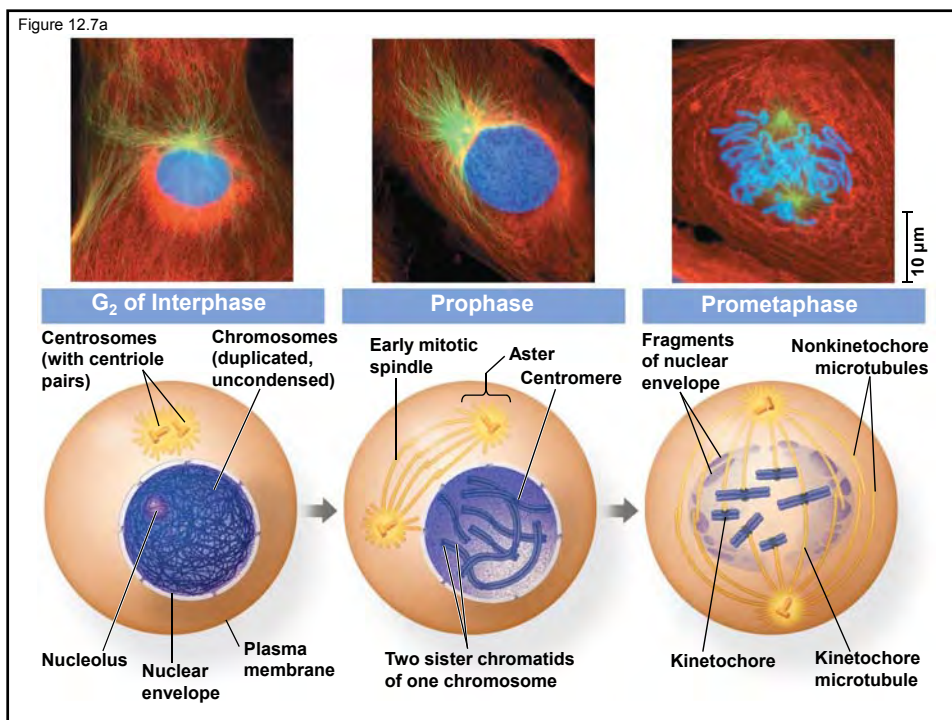 Figure 12.7a
10 µm
G₂ of Interphase
Prophase
Prometaphase
Centrosomes
(with centriole
pairs)
Chromosomes
(duplicated,
uncondensed)
Early mitotic
spindle
Aster
Centromere
Fragments
of nuclear
envelope
Nonkinetochore
microtubules
Nucleolus
Nuclear
envelope
Plasma
membrane
Two sister chromatids
of one chromosome
Kinetochore
Kinetochore
microtubule